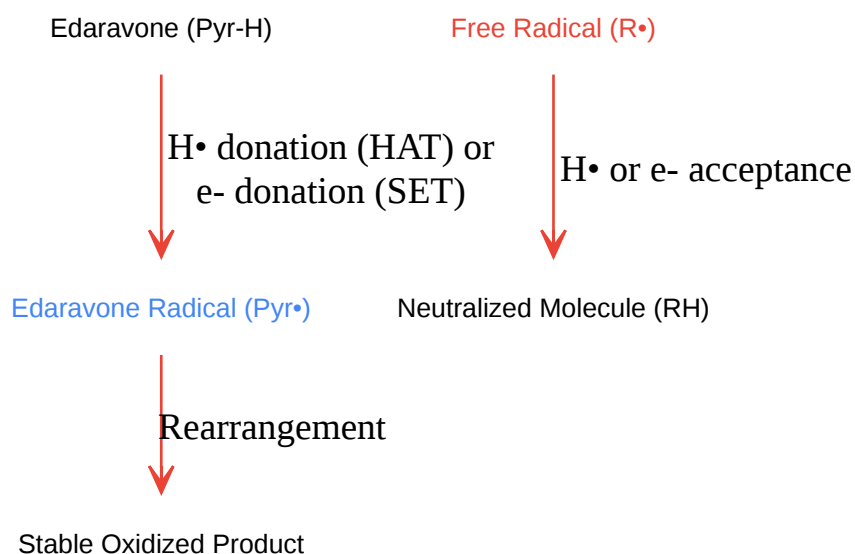 Edaravone (Pyr-H)
Free Radical (R•)
H• donation (HAT) or
e- donation (SET)
H• or e- acceptance
Edaravone Radical (Pyr•)
Neutralized Molecule (RH)
Rearrangement
Stable Oxidized Product